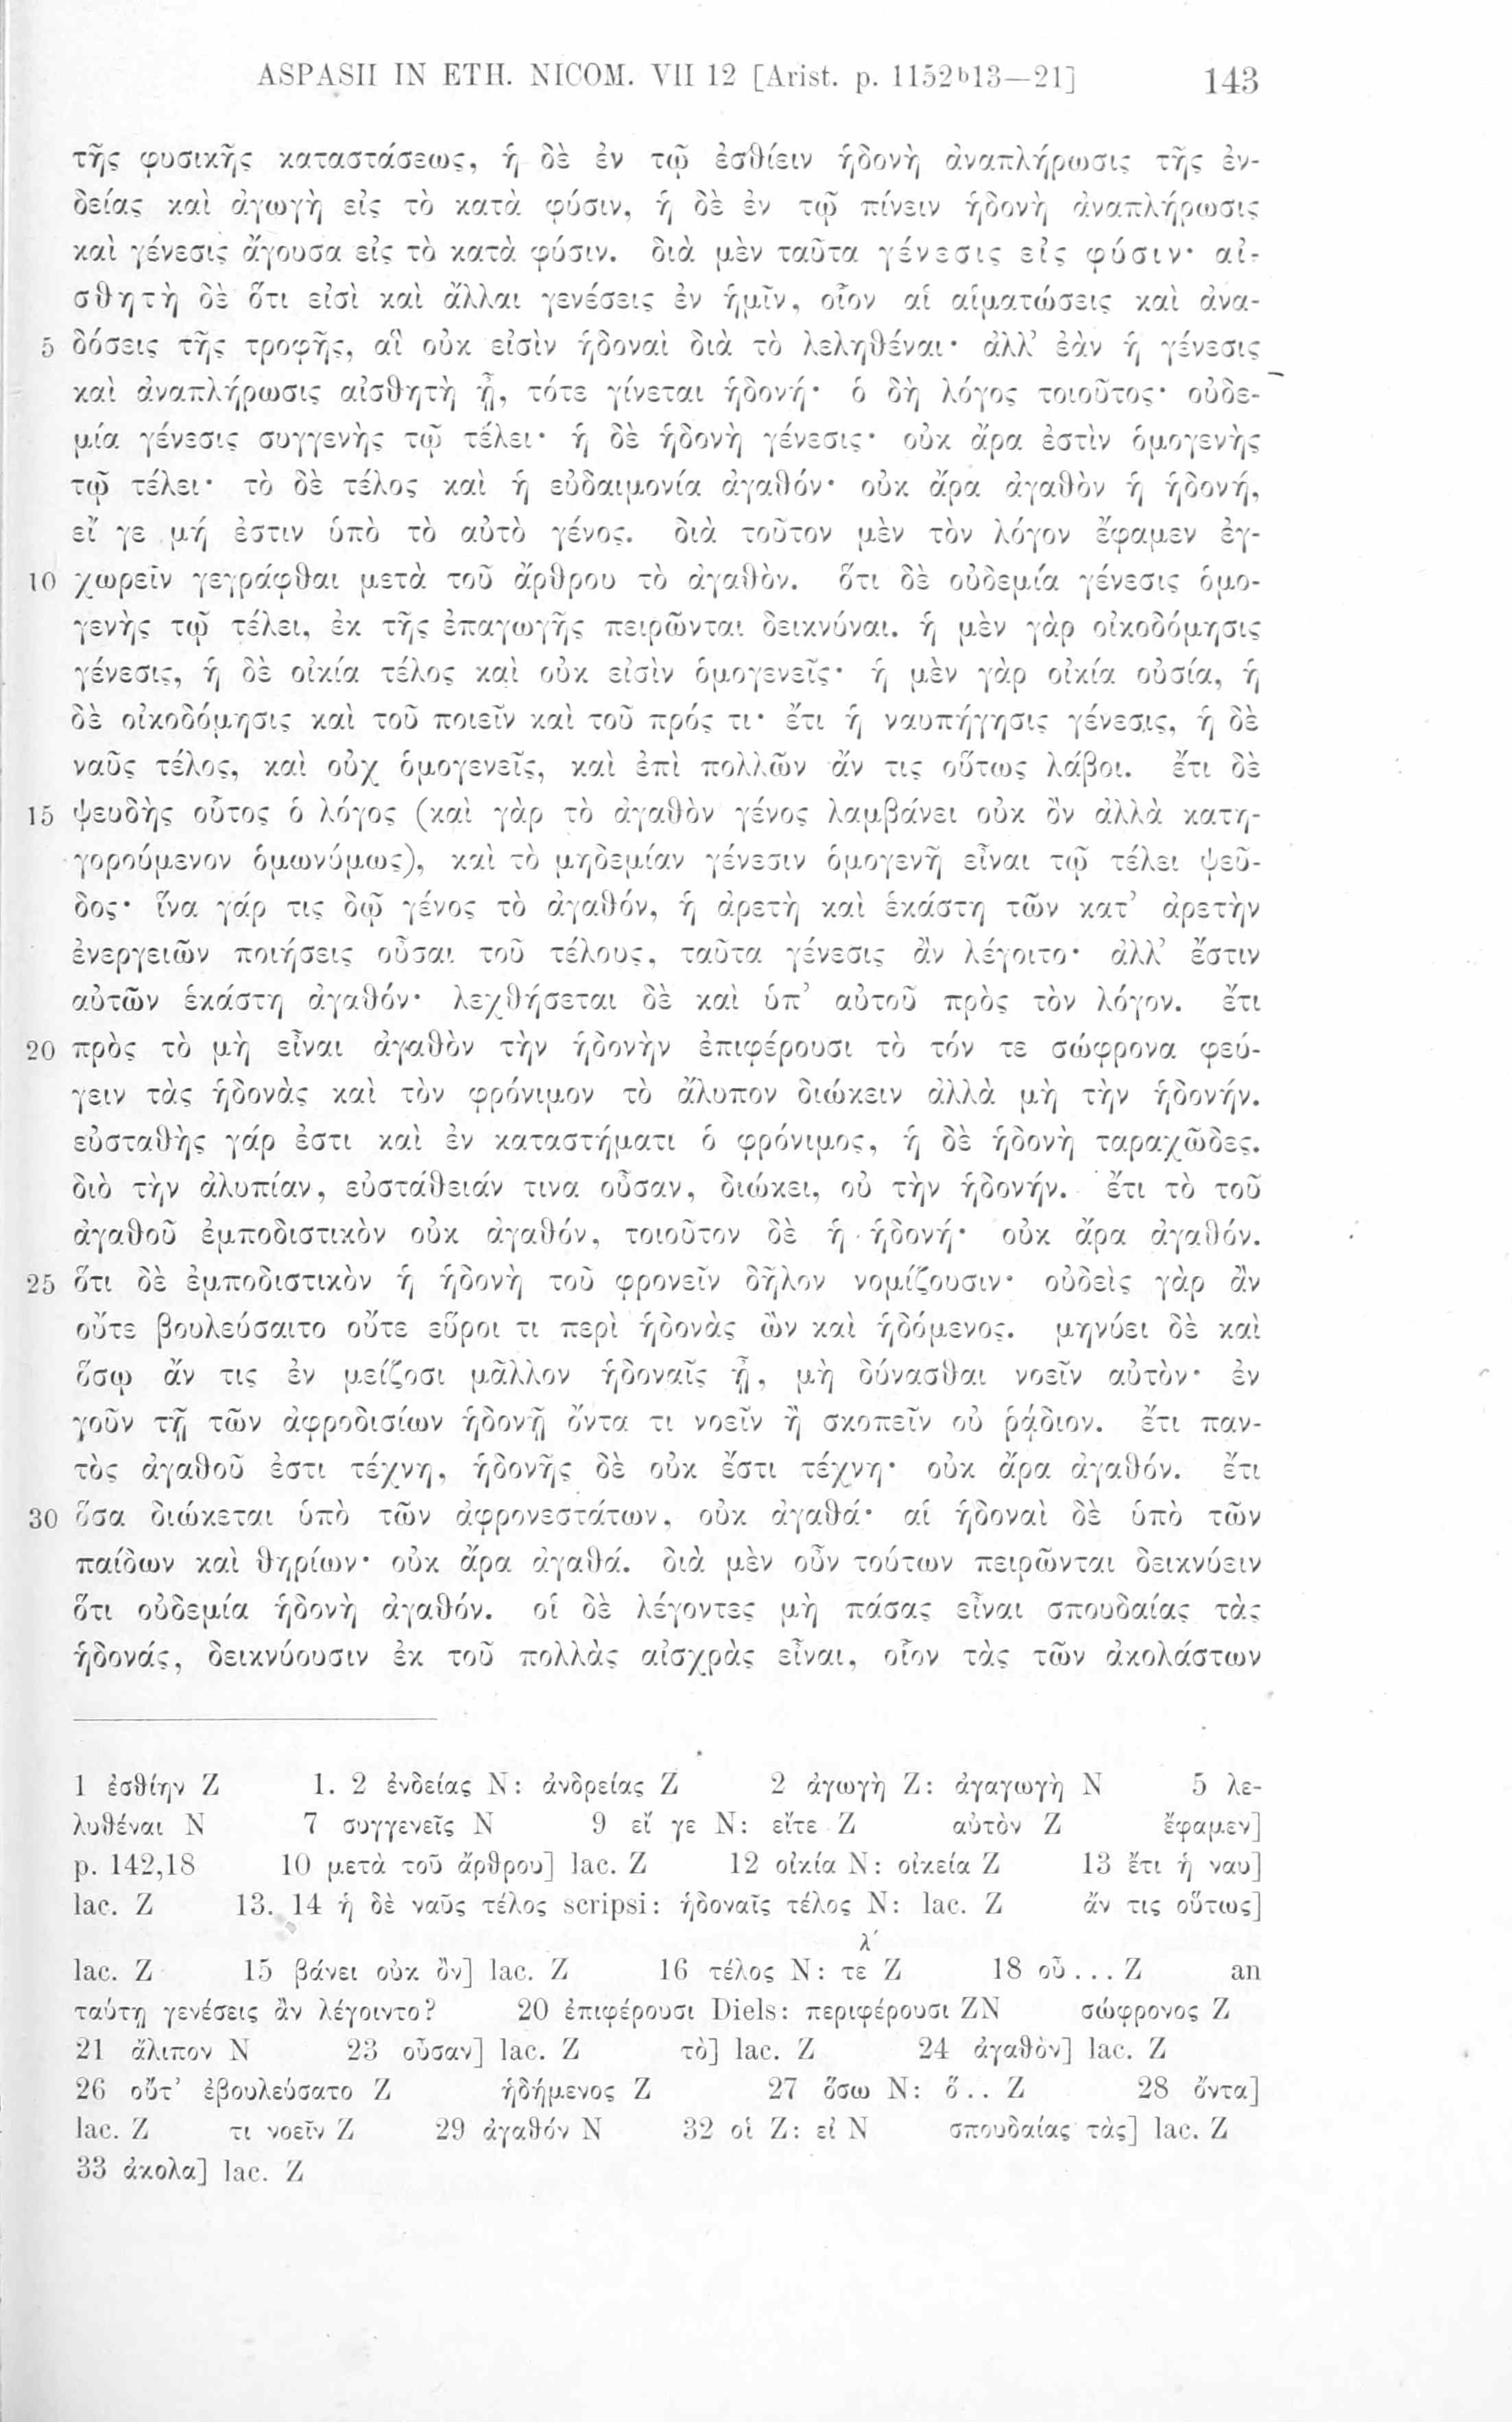 ASPASII IN ETH. NICOM. VII 12 [Arist. p. 1152ᵇ13—21] 143
τῆς φυσικῆς καταστάσεως, ἡ δὲ ἐν τῷ ἐσθίειν ἡδονὴ ἀναπλήρωσις τῆς ἐν-
δείας καὶ ἀγωγὴ εἰς τὸ κατὰ φύσιν, ἡ δὲ ἐν τῷ πίνειν ἡδονὴ ἀναπλήρωσις
καὶ γένεσις ἄγουσα εἰς τὸ κατὰ φύσιν. διὰ μὲν ταῦτα γένεσις εἰς φύσιν· αἰ-
σθητὴ δὲ ὅτι εἰσὶ καὶ ἄλλαι γενέσεις ἐν ἡμῖν, οἷον αἱ αἱματώσεις καὶ ἀνα-
5 δόσεις τῆς τροφῆς, αἳ οὐκ εἰσὶν ἡδοναὶ διὰ τὸ λεληθέναι· ἀλλ’ ἐὰν ἡ γένεσις
καὶ ἀναπλήρωσις αἰσθητὴ ᾖ, τότε γίνεται ἡδονή· ὁ δὴ λόγος τοιοῦτος· οὐδε-
μία γένεσις συγγενὴς τῷ τέλει· ἡ δὲ ἡδονὴ γένεσις· οὐκ ἄρα ἐστὶν ὁμογενὴς
τῷ τέλει· τὸ δὲ τέλος καὶ ἡ εὐδαιμονία ἀγαθόν· οὐκ ἄρα ἀγαθὸν ἡ ἡδονή,
εἴ γε μή ἐστιν ὑπὸ τὸ αὐτὸ γένος. διὰ τοῦτον μὲν τὸν λόγον ἔφαμεν ἐγ-
10 χωρεῖν γεγράφθαι μετὰ τοῦ ἄρθρου τὸ ἀγαθὸν. ὅτι δὲ οὐδεμία γένεσις ὁμο-
γενὴς τῷ τέλει, ἐκ τῆς ἐπαγωγῆς πειρῶνται δεικνύναι. ἡ μὲν γὰρ οἰκοδόμησις
γένεσις, ἡ δὲ οἰκία τέλος καὶ οὐκ εἰσὶν ὁμογενεῖς· ἡ μὲν γὰρ οἰκία οὐσία, ἡ
δὲ οἰκοδόμησις καὶ τοῦ ποιεῖν καὶ τοῦ πρός τι· ἔτι ἡ ναυπήγησις γένεσις, ἡ δὲ
ναῦς τέλος, καὶ οὐχ ὁμογενεῖς, καὶ ἐπὶ πολλῶν ἄν τις οὕτως λάβοι. ἔτι δὲ
15 ψευδὴς οὗτος ὁ λόγος (καὶ γὰρ τὸ ἀγαθὸν γένος λαμβάνει οὐκ ὂν ἀλλὰ κατη-
γορούμενον ὁμωνύμως), καὶ τὸ μηδεμίαν γένεσιν ὁμογενῆ εἶναι τῷ τέλει ψεῦ-
δος· ἵνα γάρ τις δῷ γένος τὸ ἀγαθόν, ἡ ἀρετὴ καὶ ἑκάστη τῶν κατ’ ἀρετὴν
ἐνεργειῶν ποιήσεις οὖσαι τοῦ τέλους, ταῦτα γένεσις ἂν λέγοιτο· ἀλλ’ ἔστιν
αὐτῶν ἑκάστη ἀγαθόν· λεχθήσεται δὲ καὶ ὑπ’ αὐτοῦ πρὸς τὸν λόγον. ἔτι
20 πρὸς τὸ μὴ εἶναι ἀγαθὸν τὴν ἡδονὴν ἐπιφέρουσι τὸ τόν τε σώφρονα φεύ-
γειν τὰς ἡδονὰς καὶ τὸν φρόνιμον τὸ ἄλυπον διώκειν ἀλλὰ μὴ τὴν ἡδονήν.
εὐσταθὴς γάρ ἐστι καὶ ἐν καταστήματι ὁ φρόνιμος, ἡ δὲ ἡδονὴ ταραχῶδες.
διὸ τὴν ἀλυπίαν, εὐστάθειάν τινα οὖσαν, διώκει, οὐ τὴν ἡδονήν. ἔτι τὸ τοῦ
ἀγαθοῦ ἐμποδιστικὸν οὐκ ἀγαθόν, τοιοῦτον δὲ ἡ ἡδονή· οὐκ ἄρα ἀγαθόν.
25 ὅτι δὲ ἐμποδιστικὸν ἡ ἡδονὴ τοῦ φρονεῖν δῆλον νομίζουσιν· οὐδεὶς γὰρ ἂν
οὔτε βουλεύσαιτο οὔτε εὕροι τι περὶ ἡδονὰς ὢν καὶ ἡδόμενος. μηνύει δὲ καὶ
ὅσῳ ἄν τις ἐν μείζοσι μᾶλλον ἡδοναῖς ᾖ, μὴ δύνασθαι νοεῖν αὐτὸν· ἐν
γοῦν τῇ τῶν ἀφροδισίων ἡδονῇ ὄντα τι νοεῖν ἢ σκοπεῖν οὐ ῥᾴδιον. ἔτι παν-
τὸς ἀγαθοῦ ἐστι τέχνη, ἡδονῆς δὲ οὐκ ἔστι τέχνη· οὐκ ἄρα ἀγαθόν. ἔτι
30 ὅσα διώκεται ὑπὸ τῶν ἀφρονεστάτων, οὐκ ἀγαθά· αἱ ἡδοναὶ δὲ ὑπὸ τῶν
παίδων καὶ θηρίων· οὐκ ἄρα ἀγαθά. διὰ μὲν οὖν τούτων πειρῶνται δεικνύειν
ὅτι οὐδεμία ἡδονὴ ἀγαθόν. οἱ δὲ λέγοντες μὴ πάσας εἶναι σπουδαίας τὰς
ἡδονάς, δεικνύουσιν ἐκ τοῦ πολλὰς αἰσχρὰς εἶναι, οἷον τὰς τῶν ἀκολάστων
1 ἐσθίην Z 1. 2 ἐνδείας N: ἀνδρείας Z 2 ἀγωγὴ Z: ἀγαγωγὴ N 5 λε-
λυθέναι N 7 συγγενεῖς N 9 εἴ γε N: εἴτε Z αὐτὸν Z ἔφαμεν]
p. 142,18 10 μετὰ τοῦ ἄρθρου] lac. Z 12 οἰκία N: οἰκεία Z 13 ἔτι ἡ ναυ]
lac. Z 13. 14 ἡ δὲ ναῦς τέλος scripsi: ἡδοναῖς τέλος N: lac. Z ἄν τις οὕτως]
lac. Z 15 βάνει οὐκ ὂν] lac. Z 16 τέλος N: τελ´ Z 18 οὖ... Z an
ταύτῃ γενέσεις ἂν λέγοιντο? 20 ἐπιφέρουσι Diels: περιφέρουσι ZN σώφρονος Z
21 ἄλιπον N 23 οὖσαν] lac. Z τὸ] lac. Z 24 ἀγαθὸν] lac. Z
26 οὔτ’ ἐβουλεύσατο Z ἡδήμενος Z 27 ὅσω N: ὅ.. Z 28 ὄντα]
lac. Z τι νοεῖν Z 29 ἀγαθόν N 32 οἱ Z: εἰ N σπουδαίας τὰς] lac. Z
33 ἀκολα] lac. Z